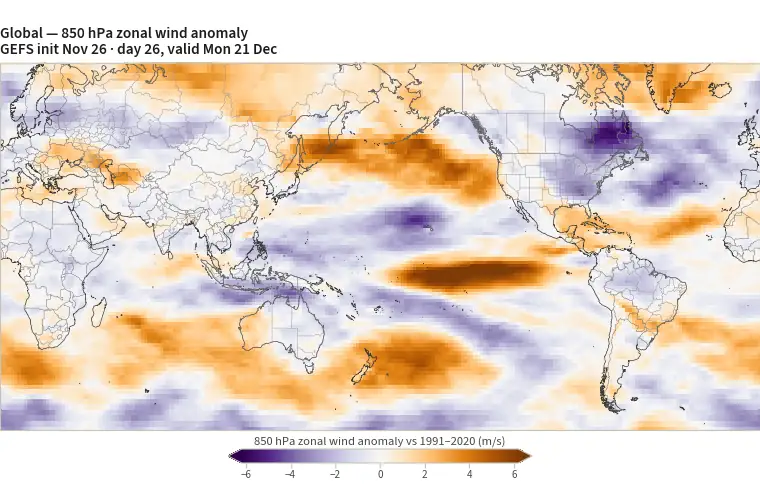 Global — 850 hPa zonal wind anomaly
GEFS init Nov 26 · day 26, valid Mon 21 Dec
850 hPa zonal wind anomaly vs 1991–2020 (m/s)
−6 −4 −2 0 2 4 6